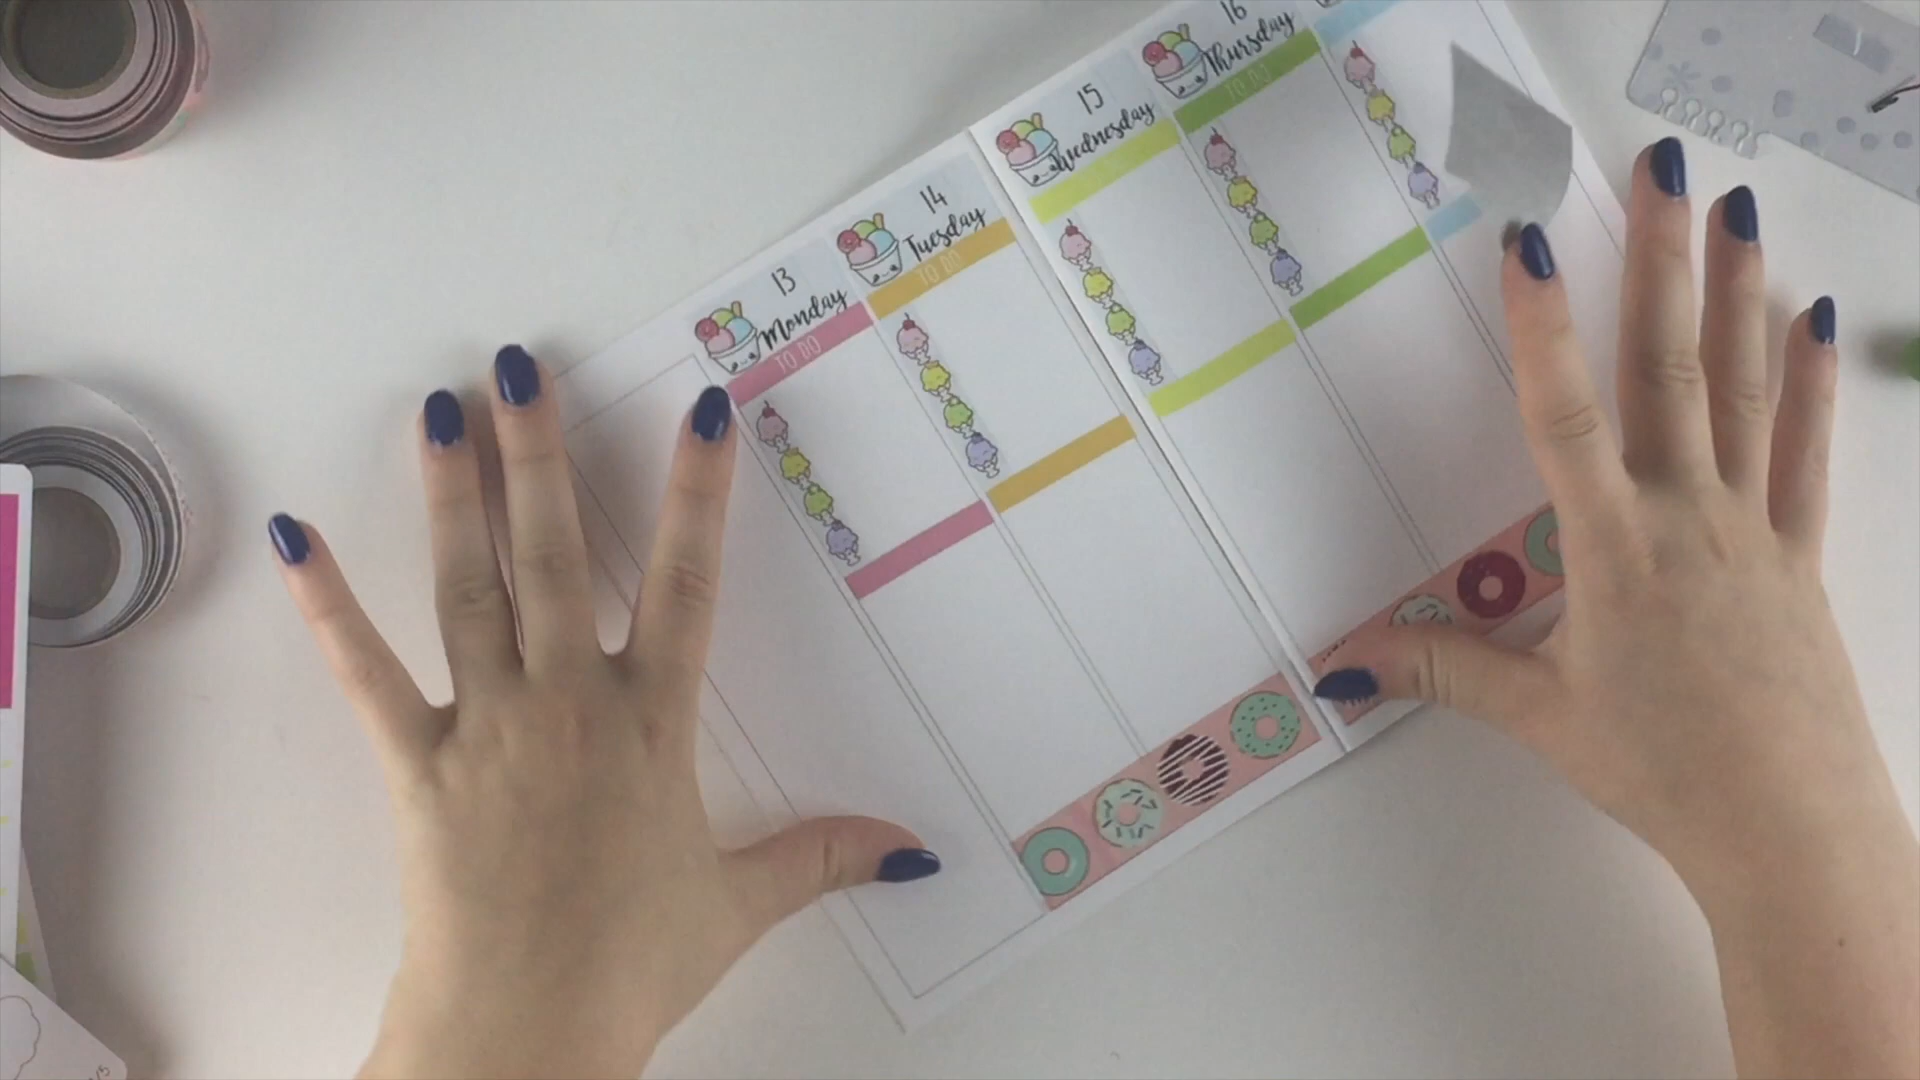 13
Monday
TO DO
14
Tuesday
TO DO
15
Wednesday
16
Thursday
TO DO